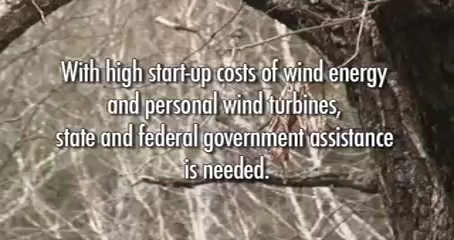 With high start-up costs of wind energy
and personal wind turbines,
state and federal government assistance
is needed.